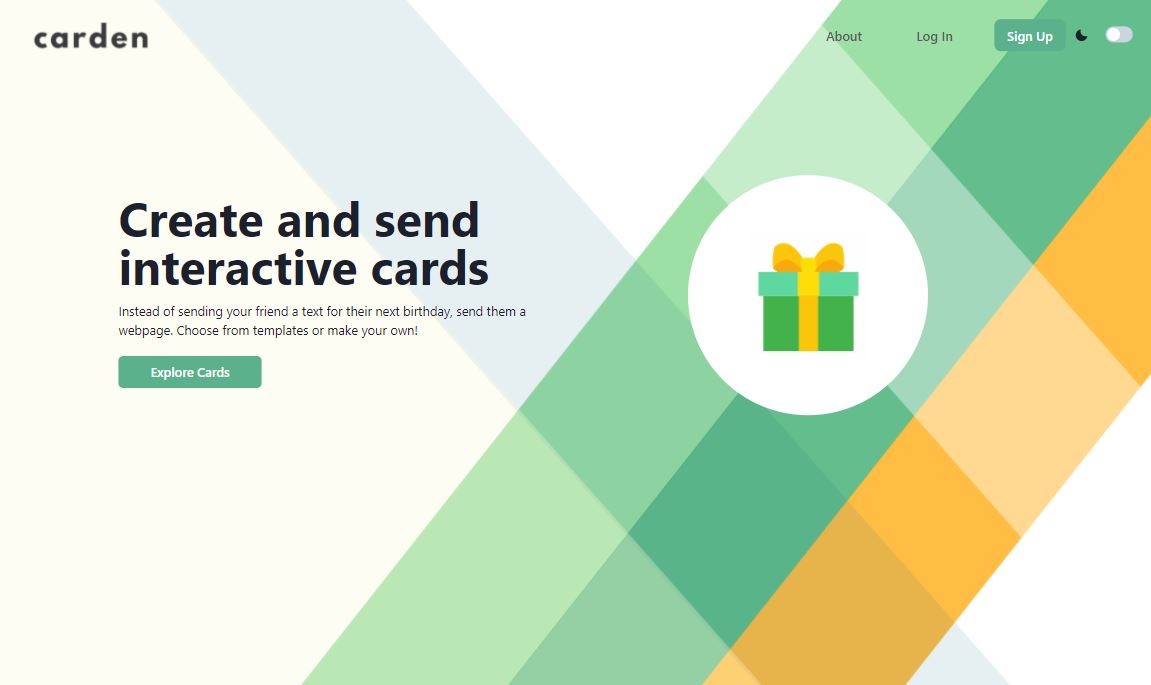 carden
About
Log In
Sign Up
Create and send
interactive cards
Instead of sending your friend a text for their next birthday, send them a
webpage. Choose from templates or make your own!
Explore Cards